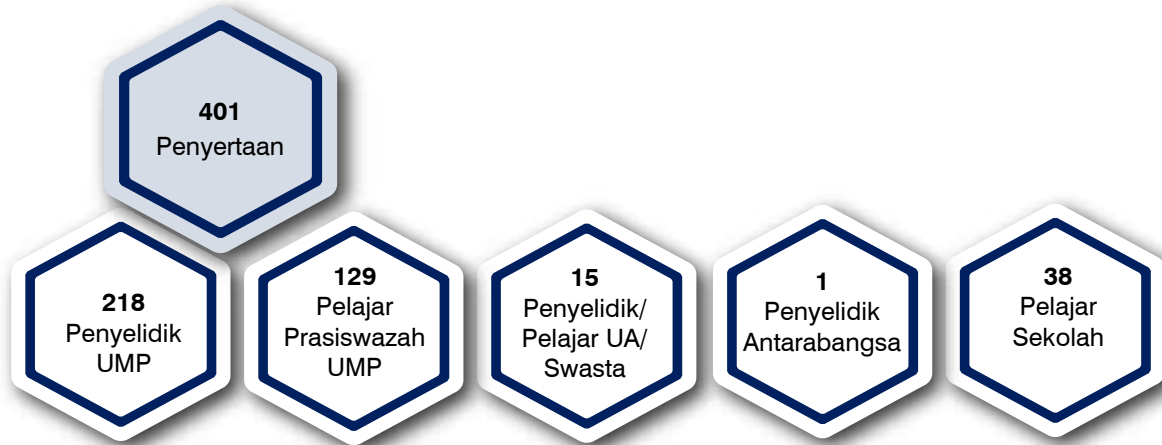 401
Penyertaan
218
Penyelidik
UMP
129
Pelajar
Prasiswazah
UMP
15
Penyelidik/
Pelajar UA/
Swasta
1
Penyelidik
Antarabangsa
38
Pelajar
Sekolah